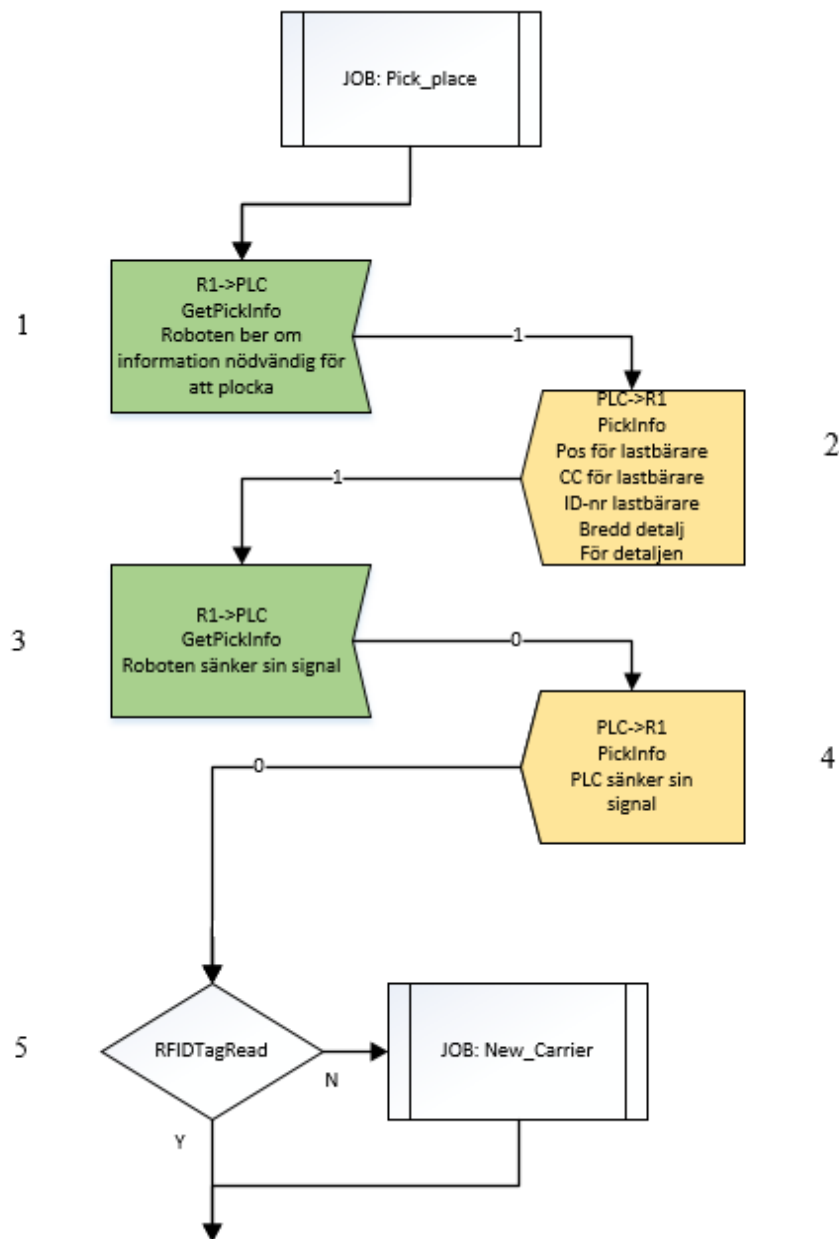 JOB: Pick_place
1
R1->PLC
GetPickInfo
Roboten ber om
information nödvändig för
att plocka
1
PLC->R1
PickInfo
Pos för lastbärare
CC för lastbärare
ID-nr lastbärare
Bredd detalj
För detaljen
2
1
3
R1->PLC
GetPickInfo
Roboten sänker sin signal
0
PLC->R1
PickInfo
PLC sänker sin
signal
4
0
5
RFIDTagRead
N
JOB: New_Carrier
Y